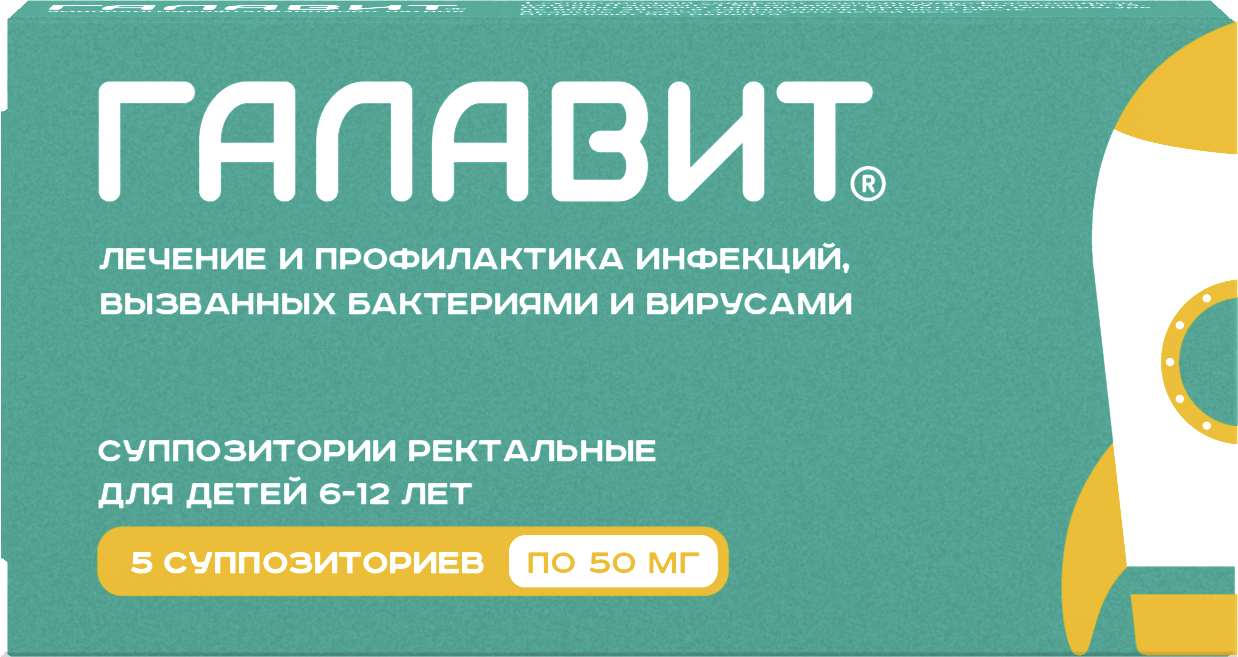 ГАЛАВИТ
ГАЛАВИТ®
ЛЕЧЕНИЕ И ПРОФИЛАКТИКА ИНФЕКЦИЙ,
ВЫЗВАННЫХ БАКТЕРИЯМИ И ВИРУСАМИ
СУППОЗИТОРИИ РЕКТАЛЬНЫЕ
ДЛЯ ДЕТЕЙ 6-12 ЛЕТ
5 СУППОЗИТОРИЕВ ПО 50 МГ